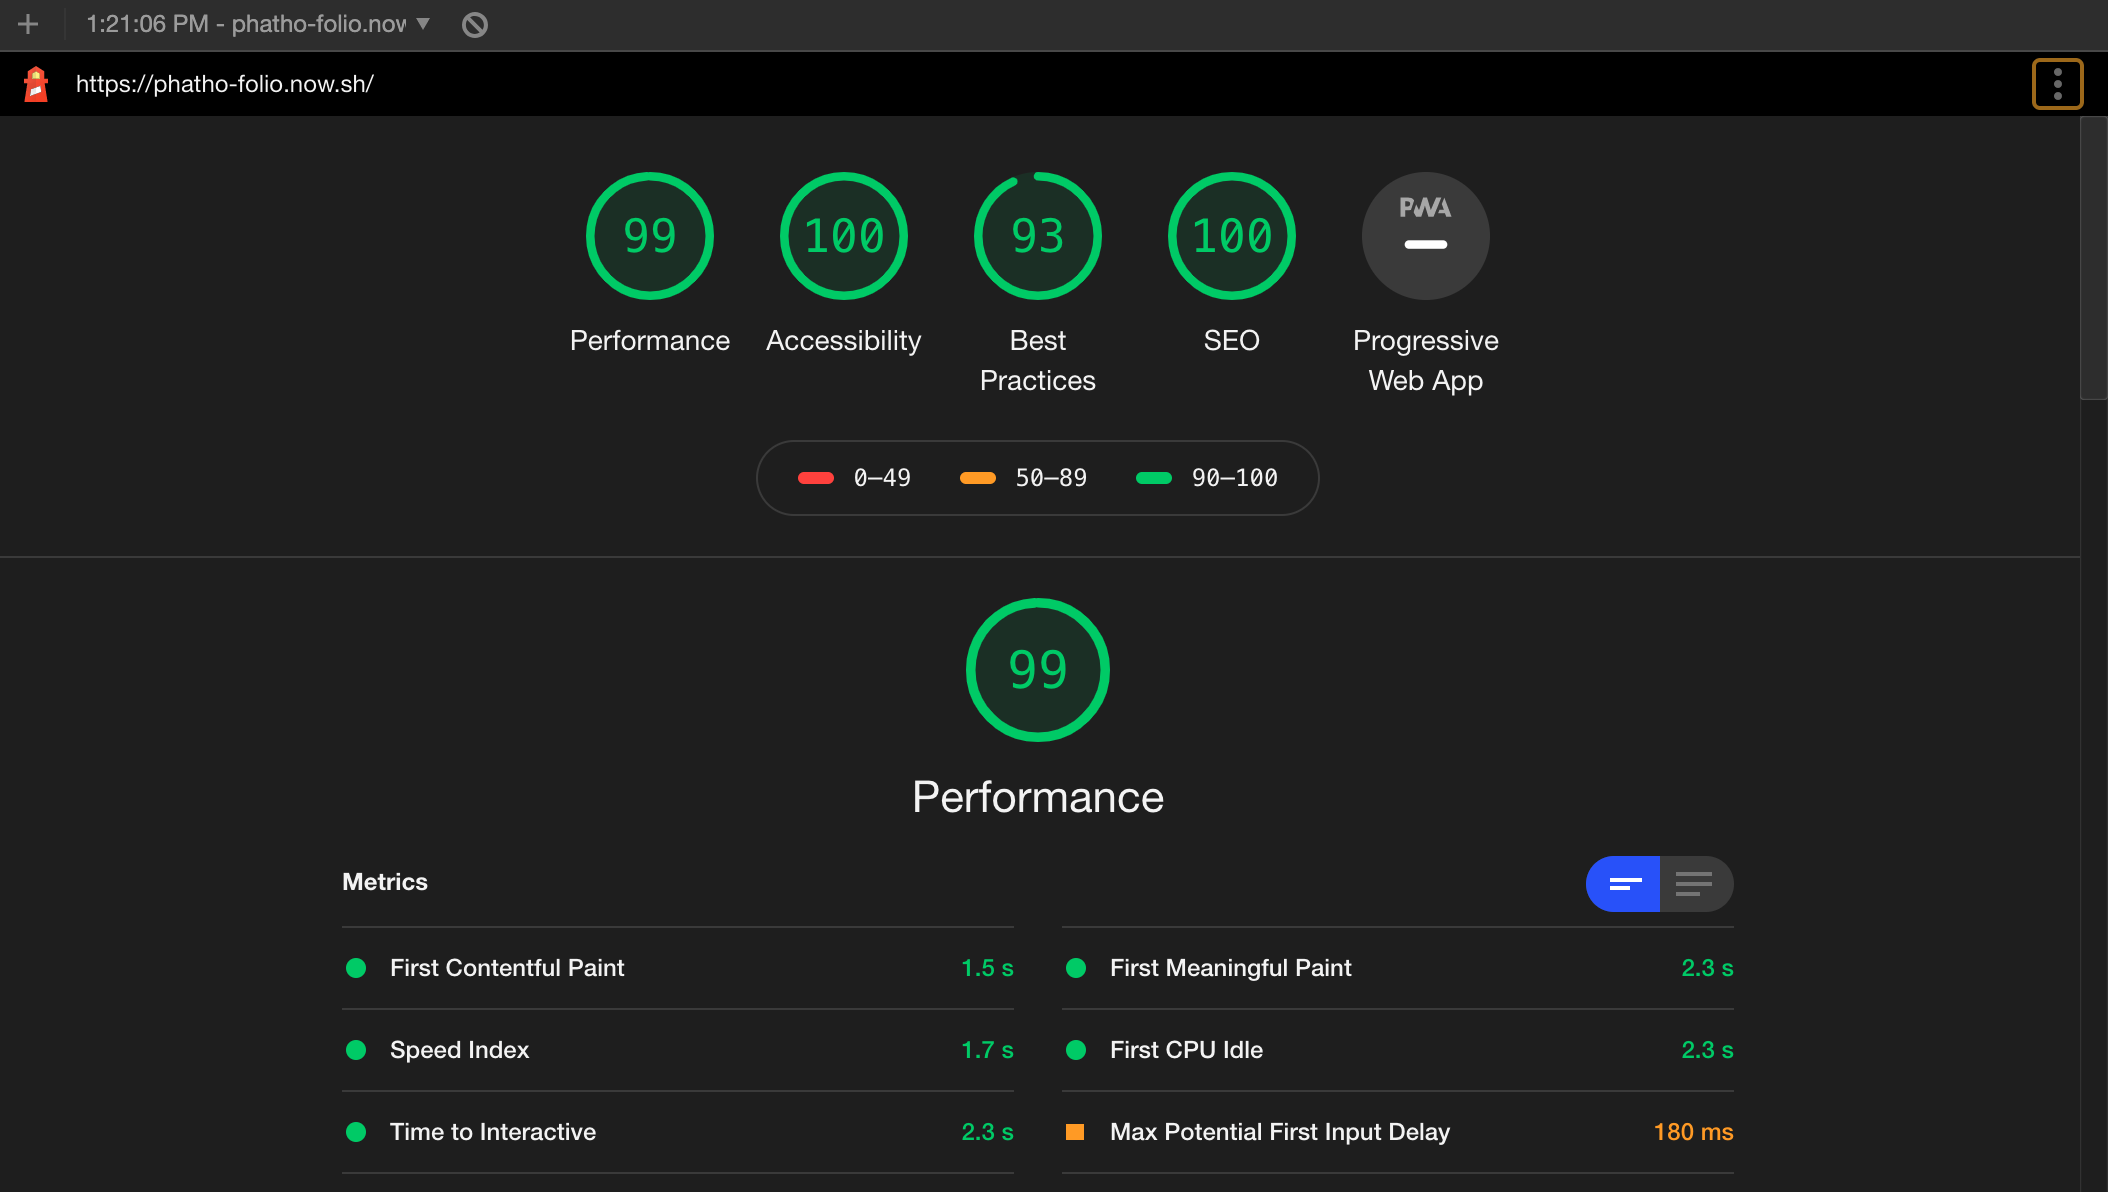 1:21:06 PM - phatho-folio.nov
https://phatho-folio.now.sh/
99
100
93
100
PWA
Performance
Accessibility
Best
Practices
SEO
Progressive
Web App
0–49
50–89
90–100
99
Performance
Metrics
First Contentful Paint
1.5 s
First Meaningful Paint
2.3 s
Speed Index
1.7 s
First CPU Idle
2.3 s
Time to Interactive
2.3 s
Max Potential First Input Delay
180 ms